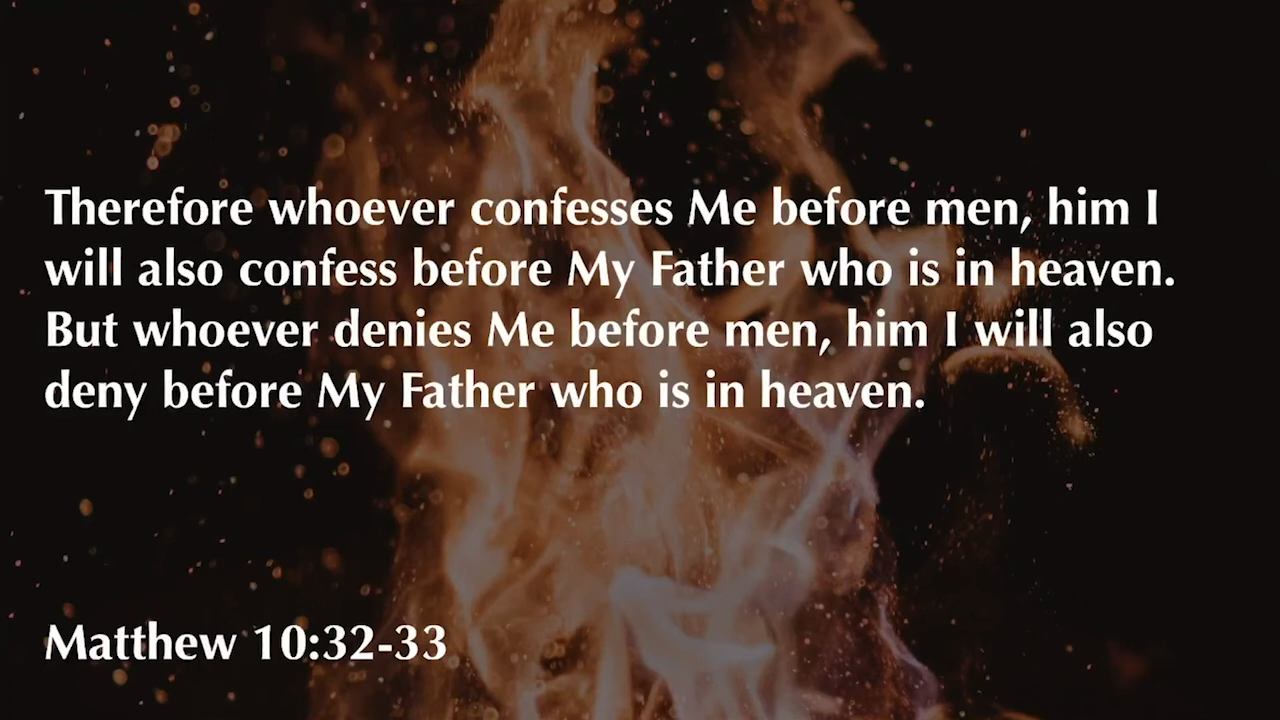 Therefore whoever confesses Me before men, him I
will also confess before My Father who is in heaven.
But whoever denies Me before men, him I will also
deny before My Father who is in heaven.
Matthew 10:32-33